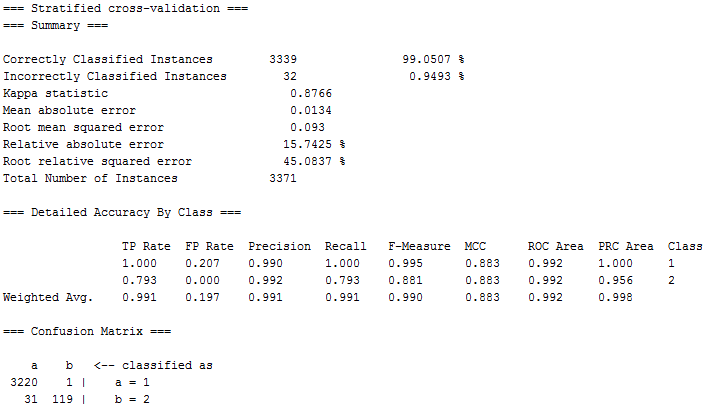 === Stratified cross-validation ===
=== Summary ===
Correctly Classified Instances 3339 99.0507 %
Incorrectly Classified Instances 32 0.9493 %
Kappa statistic 0.8766
Mean absolute error 0.0134
Root mean squared error 0.093
Relative absolute error 15.7425 %
Root relative squared error 45.0837 %
Total Number of Instances 3371
=== Detailed Accuracy By Class ===
TP Rate FP Rate Precision Recall F-Measure MCC ROC Area PRC Area Class
1.000 0.207 0.990 1.000 0.995 0.883 0.992 1.000 1
0.793 0.000 0.992 0.793 0.881 0.883 0.992 0.956 2
Weighted Avg. 0.991 0.197 0.991 0.991 0.990 0.883 0.992 0.998
=== Confusion Matrix ===
a b <-- classified as
3220 1 | a = 1
31 119 | b = 2